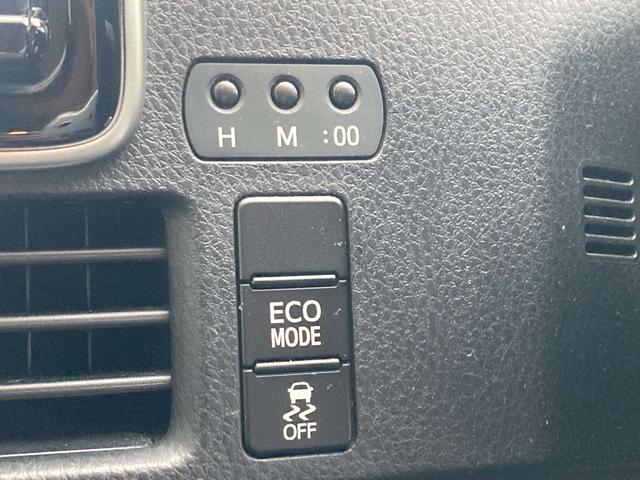 H M :00
ECO
MODE
OFF